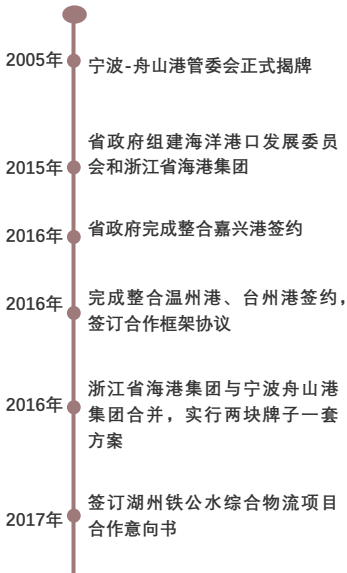 2005年
宁波-舟山港管委会正式揭牌
省政府组建海洋港口发展委员
2015年
会和浙江省海港集团
2016年
省政府完成整合嘉兴港签约
2016年
完成整合温州港、台州港签约，
签订合作框架协议
浙江省海港集团与宁波舟山港
2016年
集团合并，实行两块牌子一套
方案
签订湖州铁公水综合物流项目
2017年
合作意向书